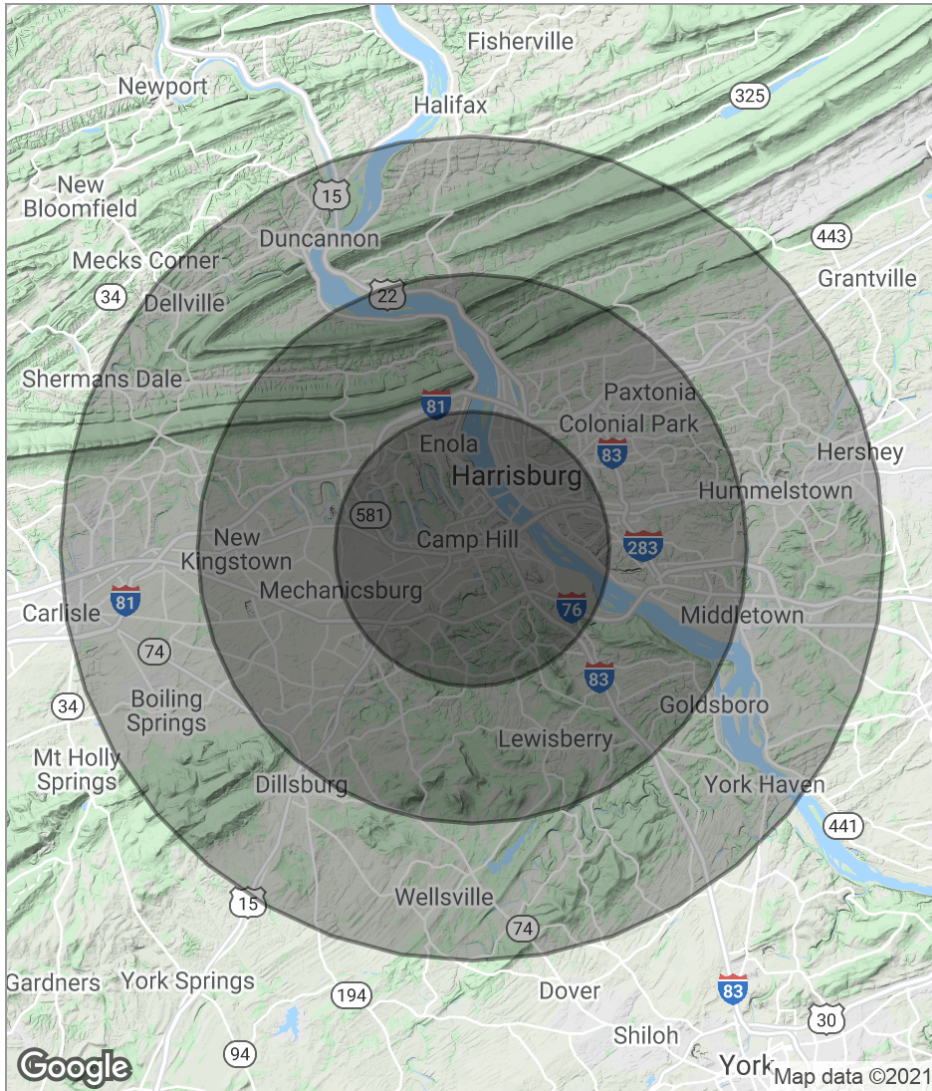 Fisherville
Newport
325
Halifax
New
Bloomfield
15
Duncannon
443
Mecks Corner
Grantville
34
22
Dellville
Shermans Dale
Paxtonia
81
Colonial Park
Enola
83
Hershey
Harrisburg
Hummelstown
581
New
Kingstown
Camp Hill
283
Mechanicsburg
81
76
Carlisle
Middletown
74
83
34
Boiling
Springs
Goldsboro
Lewisberry
Mt Holly
Springs
Dillsburg
York Haven
441
15
Wellsville
74
Gardners
York Springs
194
Dover
83
30
Shiloh
94
York
Google
Map data ©2021